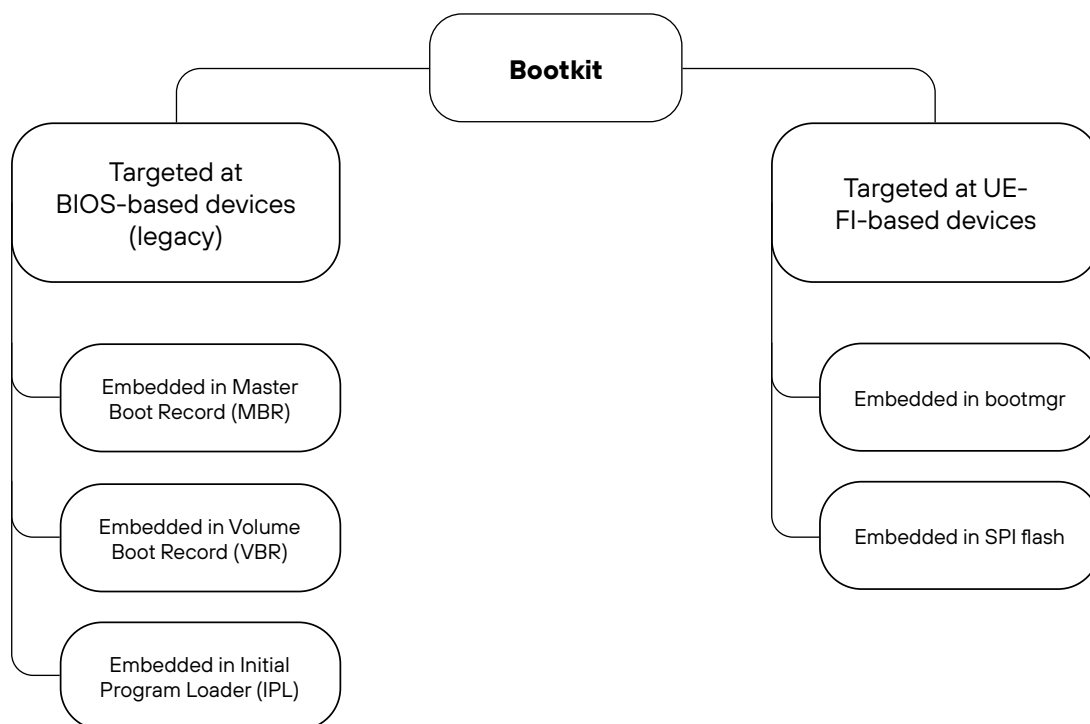 Bootkit
Targeted at
BIOS-based devices
(legacy)
Embedded in Master
Boot Record (MBR)
Embedded in Volume
Boot Record (VBR)
Embedded in Initial
Program Loader (IPL)
Targeted at UE-
FI-based devices
Embedded in bootmgr
Embedded in SPI flash